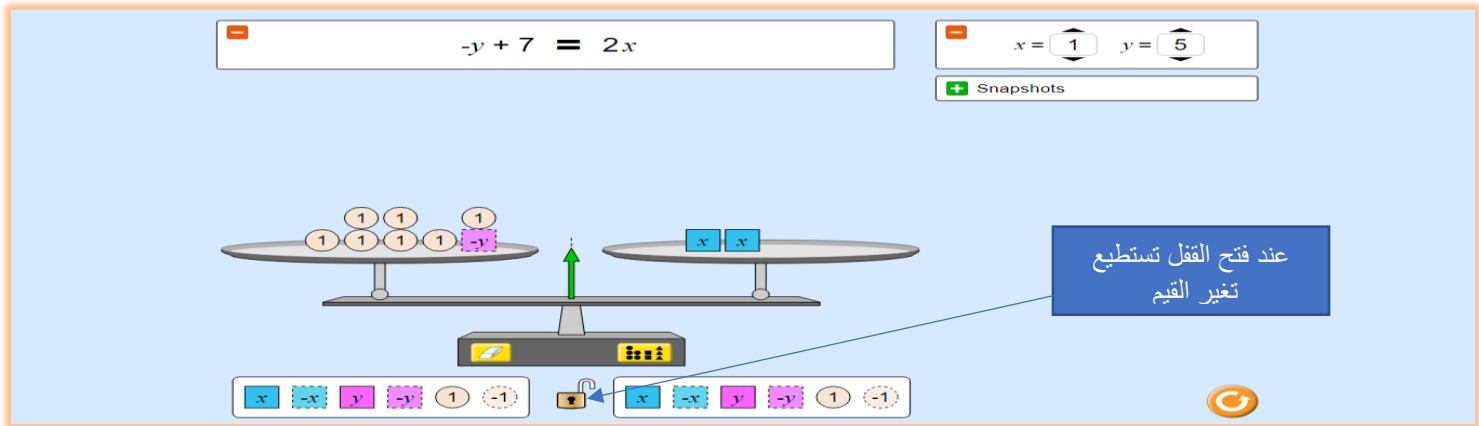 -y + 7 = 2x
x = 1 y = 5
Snapshots
1 1 1
1 1 1 1 -y
x x
عند فتح القفل تستطيع
تغير القيم
x -x y -y 1 -1
x -x y -y 1 -1